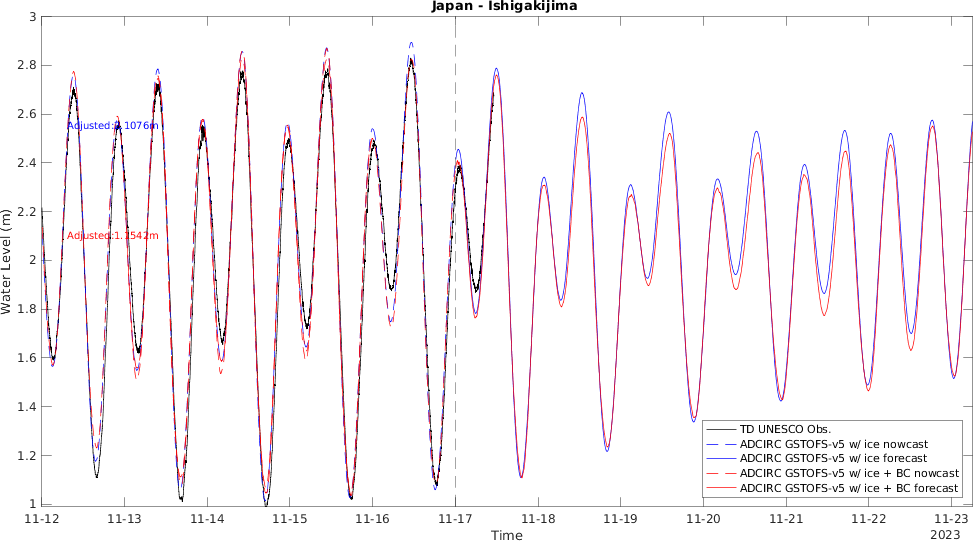 Japan - Ishigakijima
3
2.8
2.6
2.4
2.2
2
1.8
1.6
1.4
1.2
1
Water Level (m)
Adjusted:
1076m
Adjusted:1.1542m
TD UNESCO Obs.
ADCIRC GSTOFS-v5 w/ ice nowcast
ADCIRC GSTOFS-v5 w/ ice forecast
ADCIRC GSTOFS-v5 w/ ice + BC nowcast
ADCIRC GSTOFS-v5 w/ ice + BC forecast
11-12 11-13 11-14 11-15 11-16 11-17 11-18 11-19 11-20 11-21 11-22 11-23
Time
2023